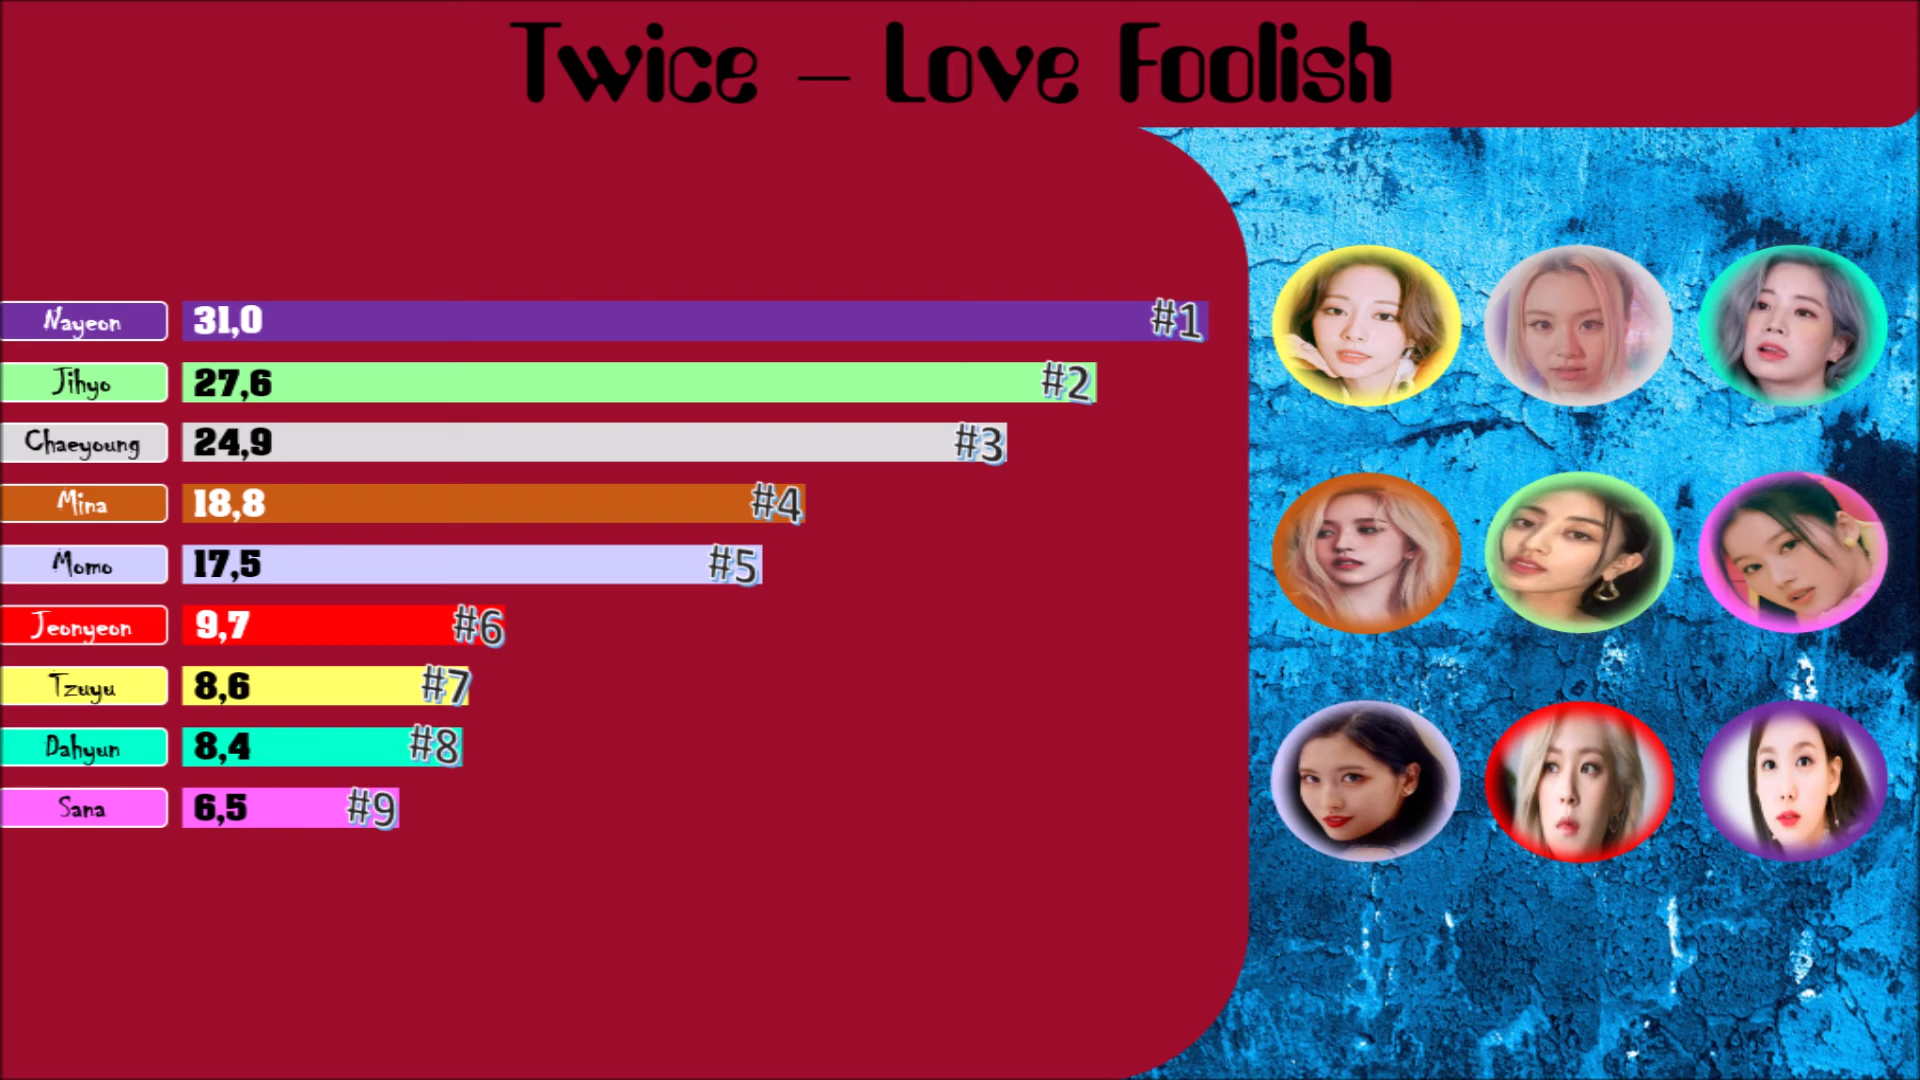 Twice – Love Foolish
Nayeon 31,0 #1
Jihyo 27,6 #2
Chaeyoung 24,9 #3
Mina 18,8 #4
Momo 17,5 #5
Jeonyeon 9,7 #6
Tzuyu 8,6 #7
Dahyun 8,4 #8
Sana 6,5 #9